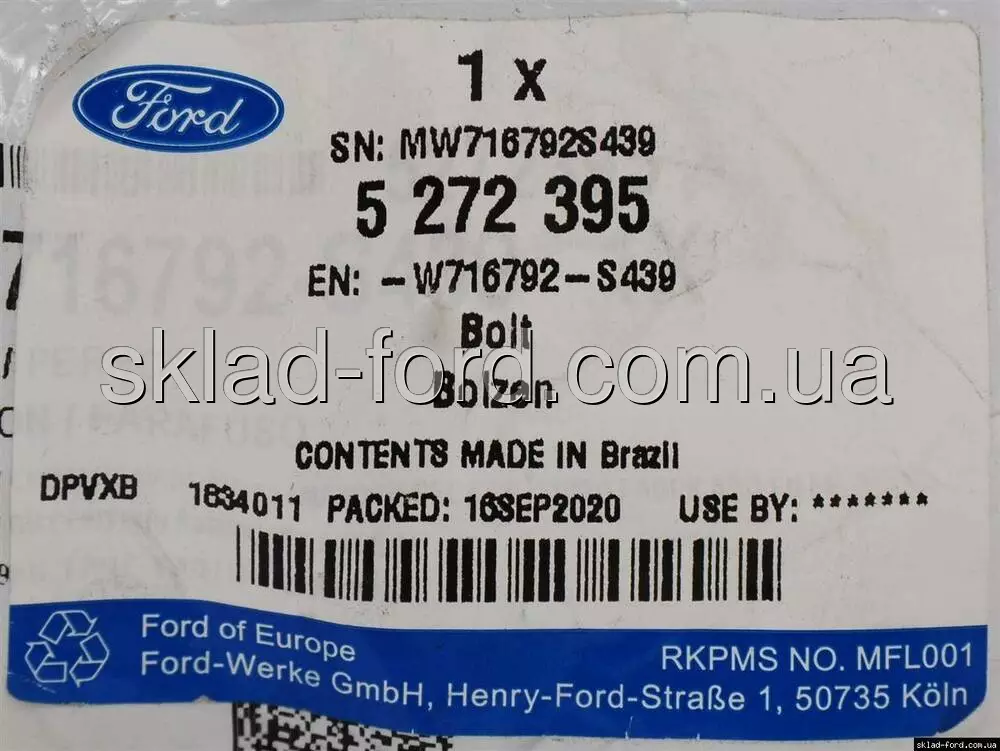 Ford
1 x
SN: MW716792S439
5 272 395
716792 S439
EN: -W716792-S439
Bolt
sklad-ford.com.ua
Bolzen
CONTENTS MADE IN Brazil
DPVXB 1634011 PACKED: 16SEP2020 USE BY: *******
Ford of Europe
Ford-Werke GmbH, Henry-Ford-Straße 1, 50735 Köln
RKPMS NO. MFL001
sklad-ford.com.ua